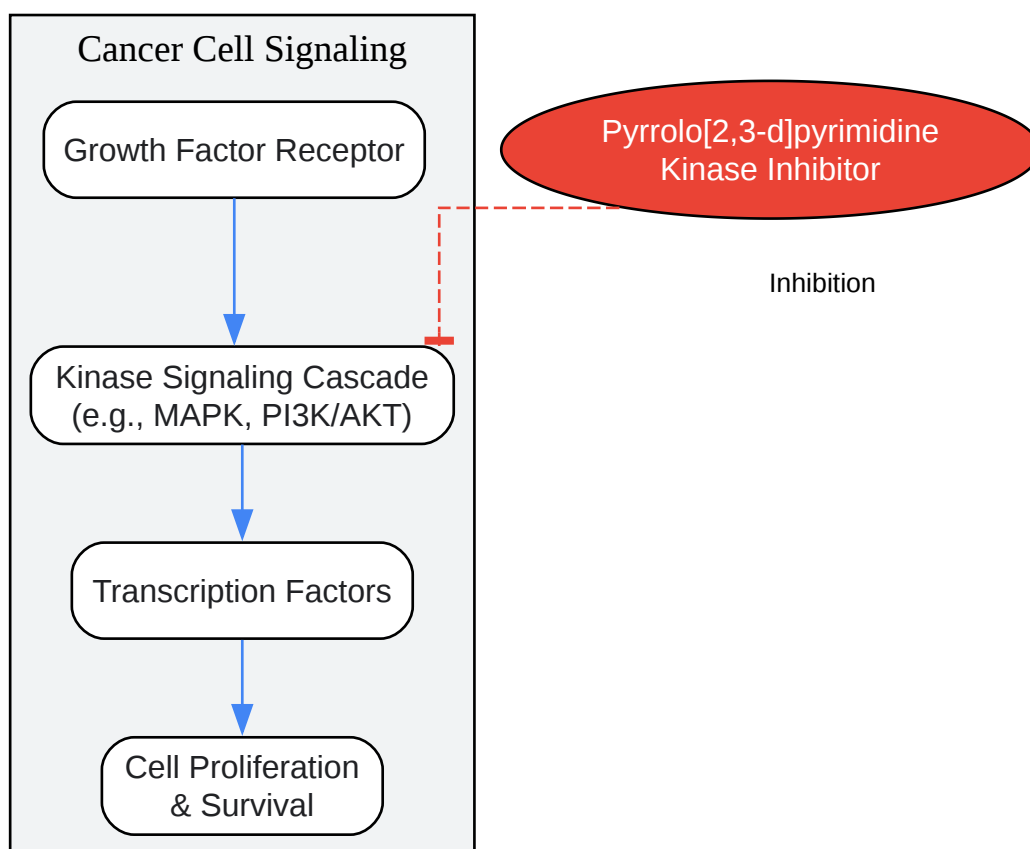 Cancer Cell Signaling
Growth Factor Receptor
Pyrrolo[2,3-d]pyrimidine
Kinase Inhibitor
Inhibition
Kinase Signaling Cascade
(e.g., MAPK, PI3K/AKT)
Transcription Factors
Cell Proliferation
& Survival